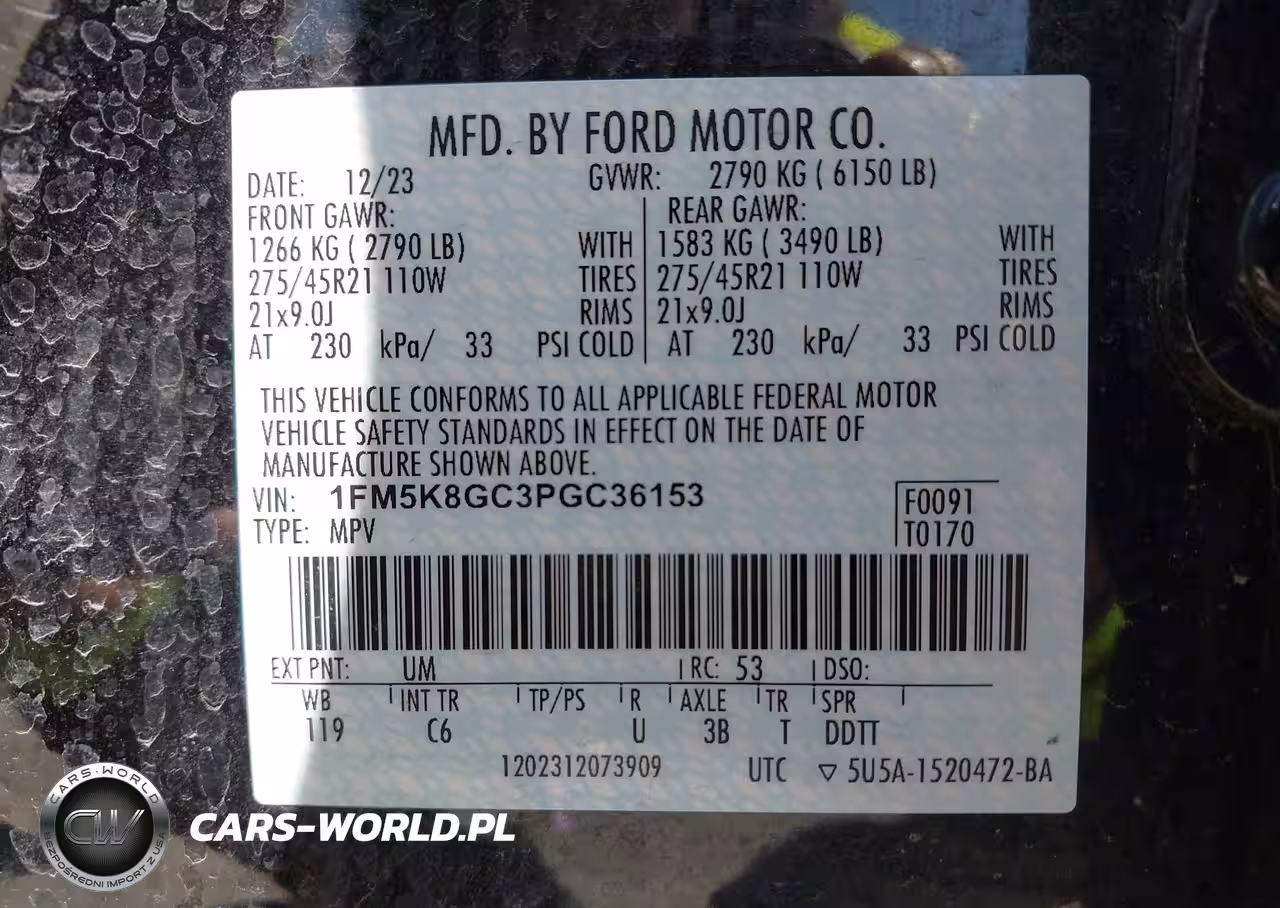 MFD. BY FORD MOTOR CO.
DATE: 12/23 GVWR: 2790 KG ( 6150 LB)
FRONT GAWR: REAR GAWR:
1266 KG ( 2790 LB) WITH 1583 KG ( 3490 LB) WITH
275/45R21 110W TIRES 275/45R21 110W TIRES
21x9.0J RIMS 21x9.0J RIMS
AT 230 kPa/ 33 PSI COLD AT 230 kPa/ 33 PSI COLD
THIS VEHICLE CONFORMS TO ALL APPLICABLE FEDERAL MOTOR
VEHICLE SAFETY STANDARDS IN EFFECT ON THE DATE OF
MANUFACTURE SHOWN ABOVE.
VIN: 1FM5K8GC3PGC36153 F0091
TYPE: MPV T0170
EXT PNT: UM RC: 53 DSO:
WB INT TR TP/PS R AXLE TR SPR
119 C6 U 3B T DDTT
1202312073909 UTC ▽ 5U5A-1520472-BA
CARS-WORLD
CW
BEZPOŚREDNI IMPORT Z USA
CARS-WORLD.PL